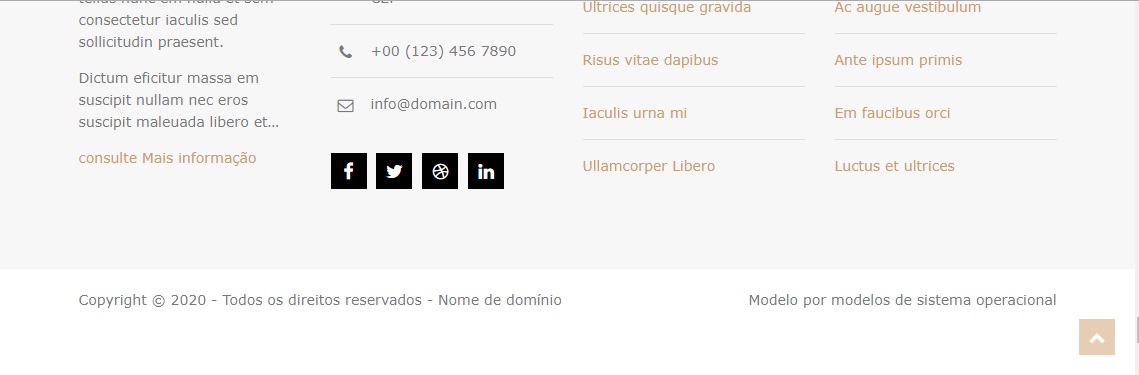 consectetur iaculis sed
sollicitudin praesent.
Dictum eficitur massa em
suscipit nullam nec eros
suscipit maleuada libero et...
consulte Mais informação
+00 (123) 456 7890
info@domain.com
Ultrices quisque gravida
Risus vitae dapibus
Iaculis urna mi
Ullamcorper Libero
Ac augue vestibulum
Ante ipsum primis
Em faucibus orci
Luctus et ultrices
Copyright © 2020 - Todos os direitos reservados - Nome de domínio
Modelo por modelos de sistema operacional